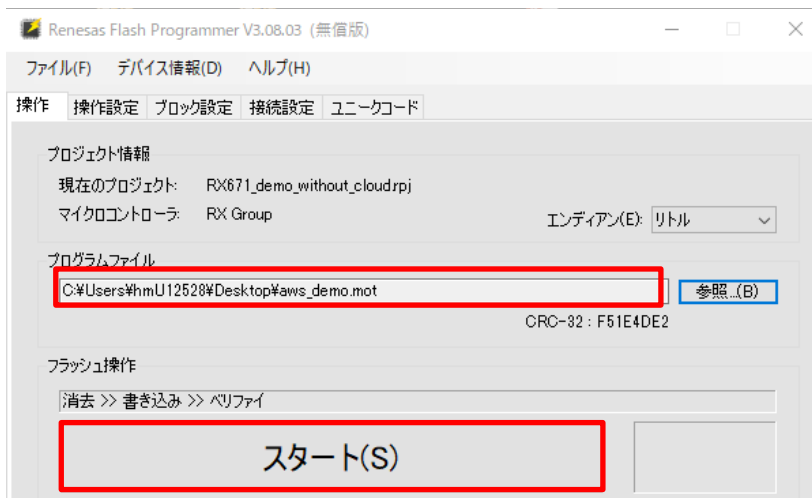 Renesas Flash Programmer V3.08.03 (無償版)
ファイル(F) デバイス情報(D) ヘルプ(H)
操作 操作設定 ブロック設定 接続設定 ユニークコード
プロジェクト情報
現在のプロジェクト: RX671_demo_without_cloud.rpj
マイクロコントローラ: RX Group エンディアン(E): リトル
プログラムファイル
C:¥Users¥hmU12528¥Desktop¥aws_demo.mot 参照...(B)
CRC-32 : F51E4DE2
フラッシュ操作
消去 >> 書き込み >> ベリファイ
スタート(S)